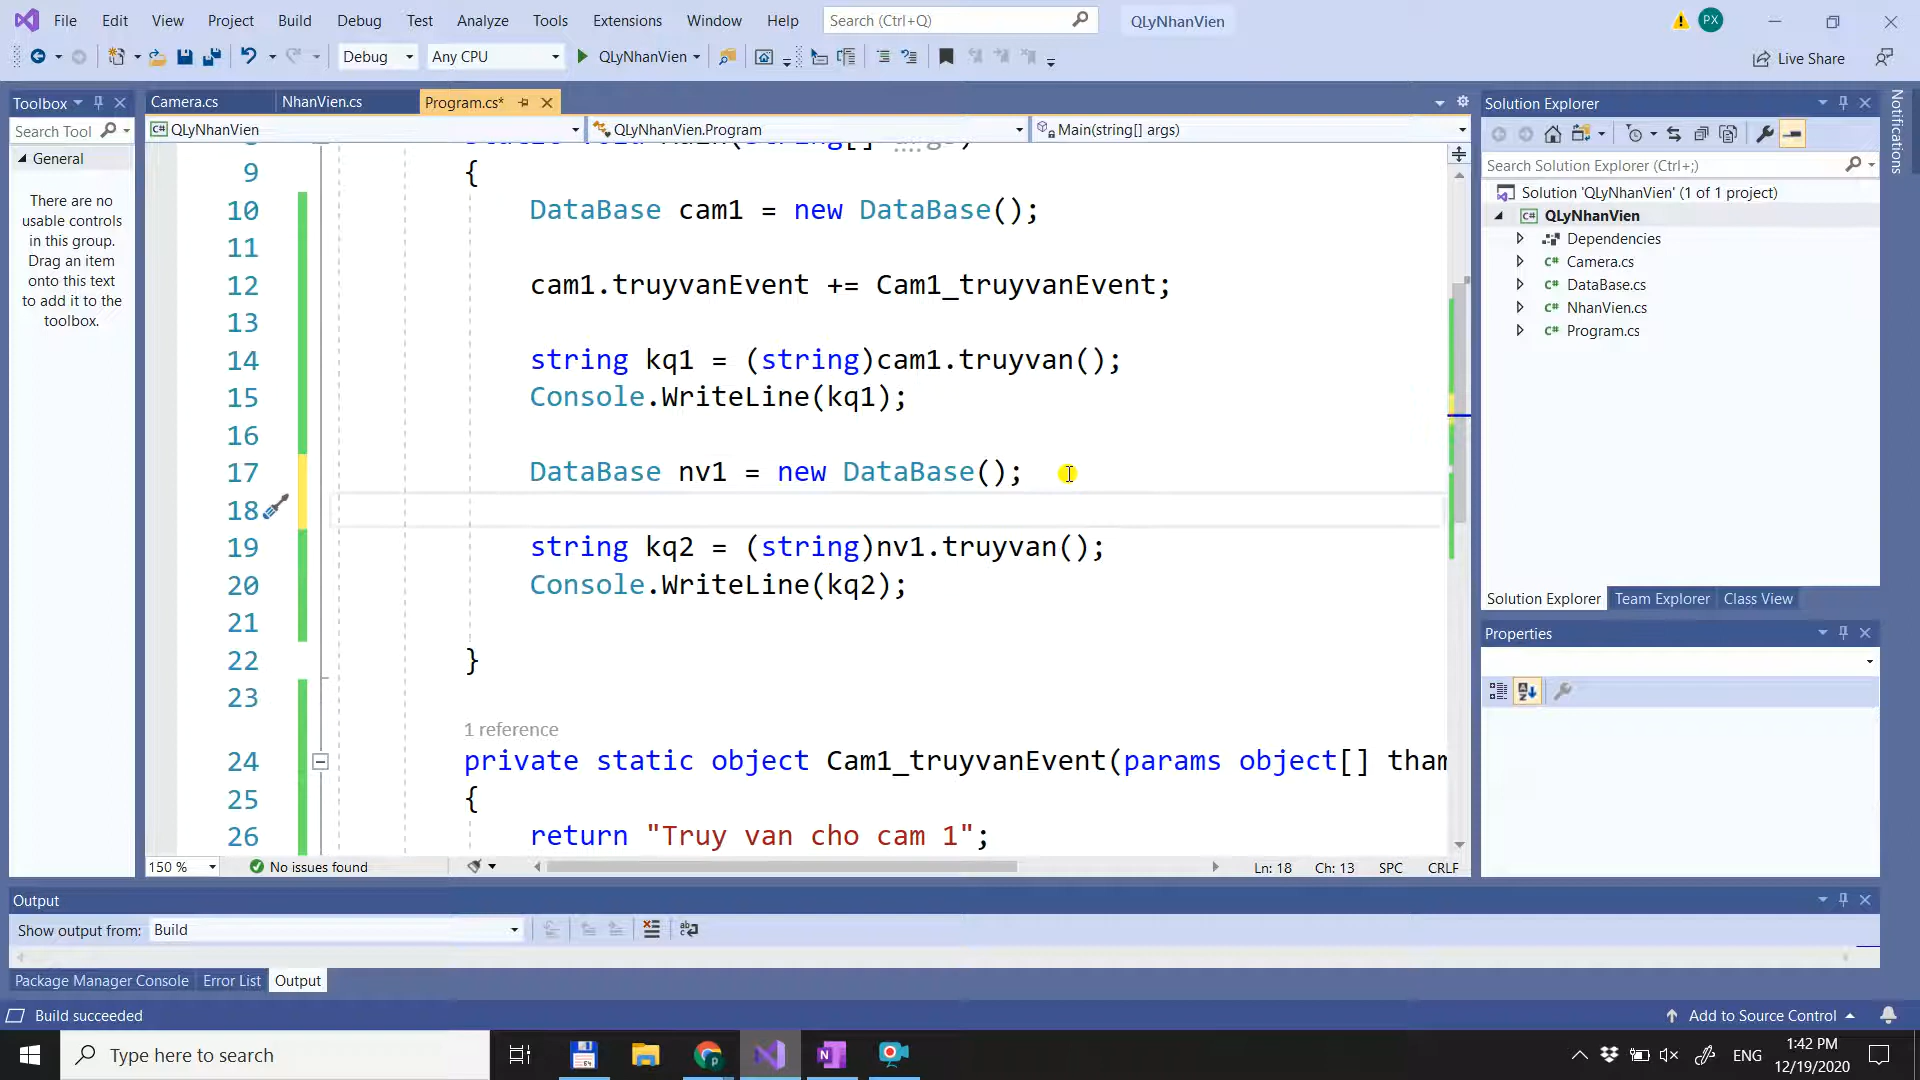 File Edit View Project Build Debug Test Analyze Tools Extensions Window Help Search (Ctrl+Q) QLyNhanVien PX
Debug Any CPU QLyNhanVien Live Share
Toolbox Camera.cs NhanVien.cs Program.cs* Solution Explorer
Search Tool QLyNhanVien QLyNhanVien.Program Main(string[] args)
General
There are no
usable controls
in this group.
Drag an item
onto this text
to add it to the
toolbox.
9 {
10 DataBase cam1 = new DataBase();
11
12 cam1.truyvanEvent += Cam1_truyvanEvent;
13
14 string kq1 = (string)cam1.truyvan();
15 Console.WriteLine(kq1);
16
17 DataBase nv1 = new DataBase();
18
19 string kq2 = (string)nv1.truyvan();
20 Console.WriteLine(kq2);
21
22 }
23
1 reference
24 private static object Cam1_truyvanEvent(params object[] tham
25 {
26 return "Truy van cho cam 1";
150 % No issues found Ln: 18 Ch: 13 SPC CRLF
Search Solution Explorer (Ctrl+;)
Solution 'QLyNhanVien' (1 of 1 project)
QLyNhanVien
Dependencies
Camera.cs
DataBase.cs
NhanVien.cs
Program.cs
Solution Explorer Team Explorer Class View
Properties
Notifications
Output
Show output from: Build
Package Manager Console Error List Output
Build succeeded Add to Source Control
Type here to search ENG 1:42 PM
12/19/2020